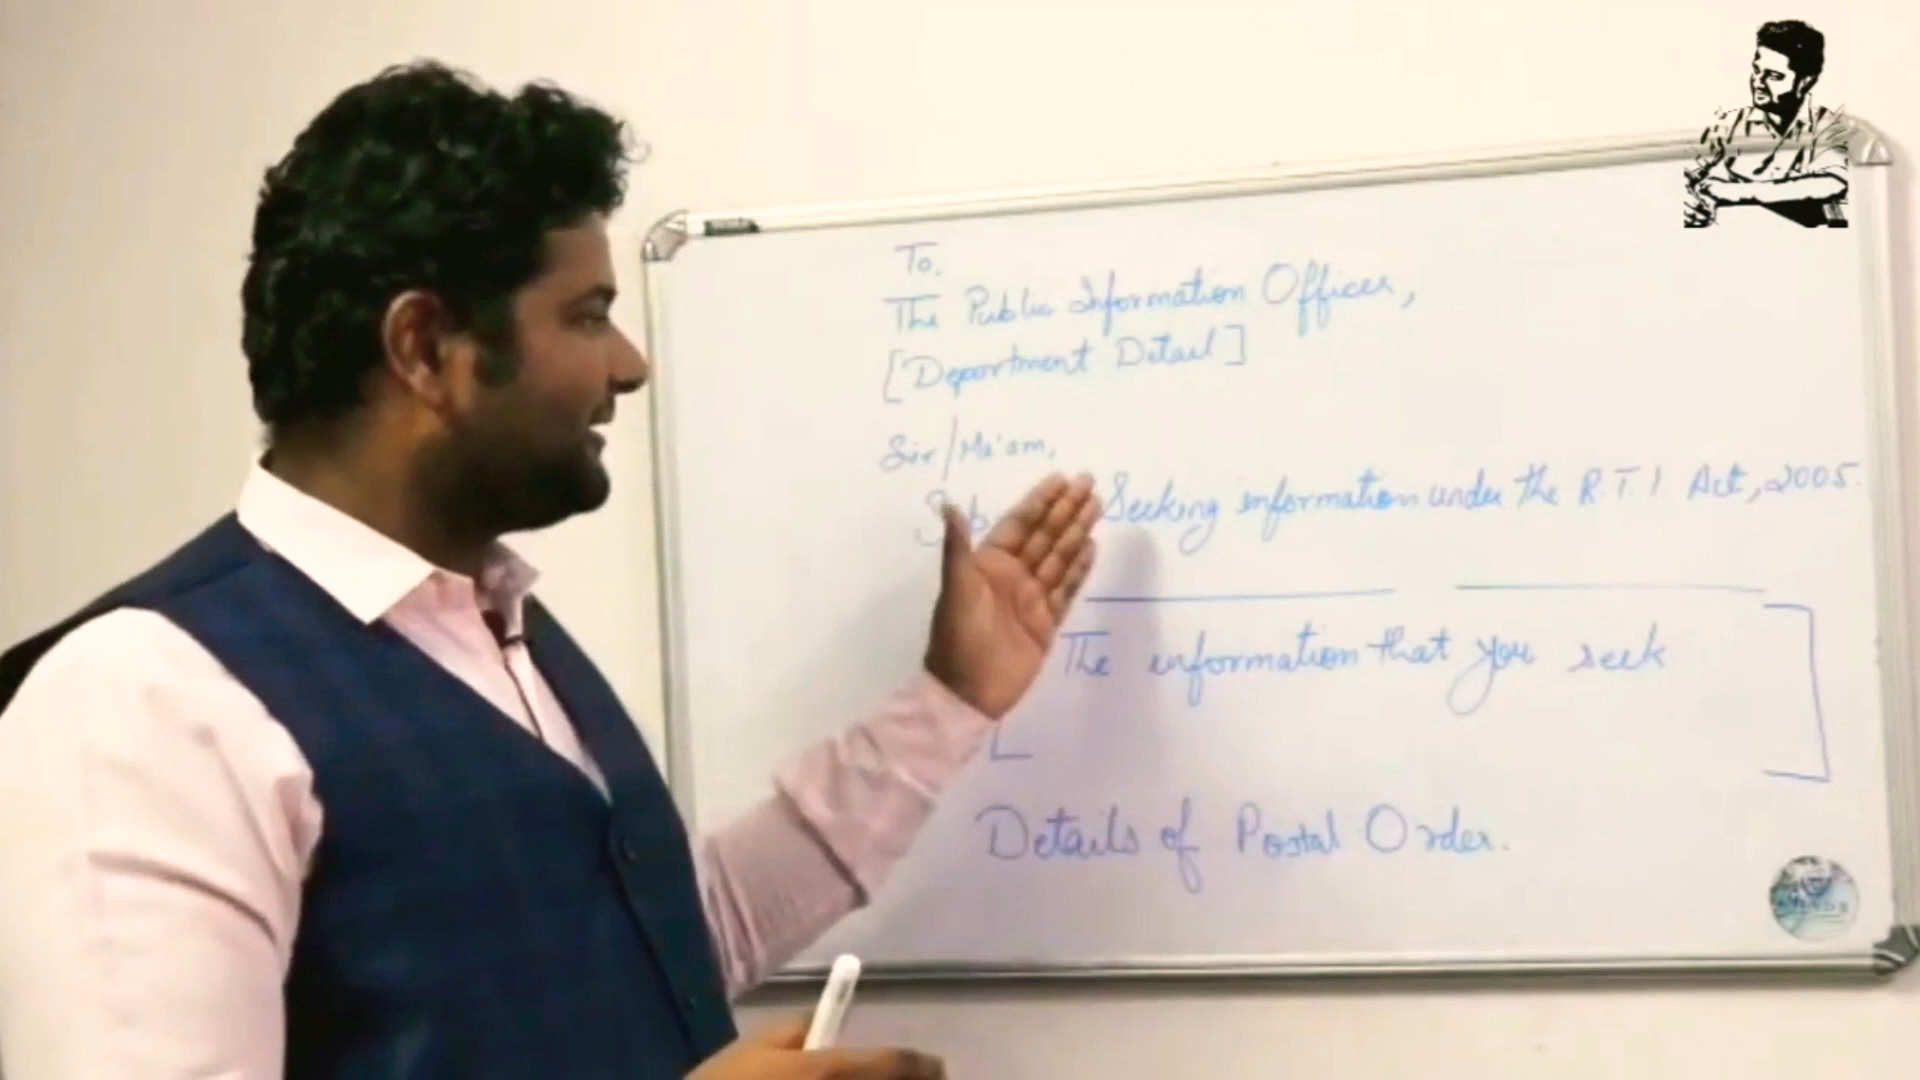 To,
The Public Information Officer,
[Department Detail]
Sir/Ma'am,
Sub Seeking information under the R.T.I Act, 2005.
The information that you seek
Details of Postal Order.